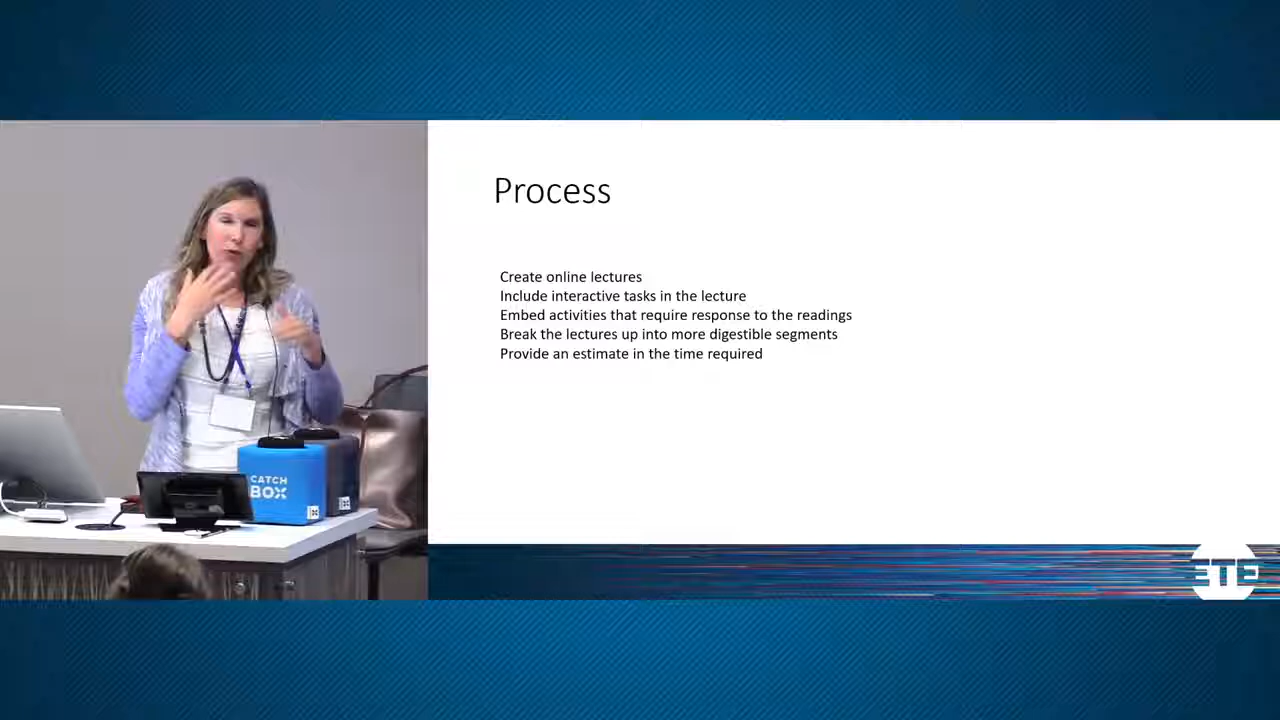 Process
Create online lectures
Include interactive tasks in the lecture
Embed activities that require response to the readings
Break the lectures up into more digestible segments
Provide an estimate in the time required
CATCH
BOX